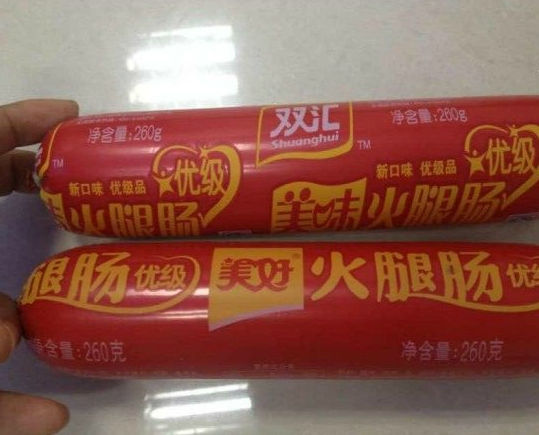 净含量:260g
双汇
Shuanghui
TM
净含量:260g
TM
新口味 优级品
优级
新口味 优级品
优级
火腿肠
美味火腿肠
腿肠
优级
美好
火腿肠
优级
净含量:260克
净含量:260克